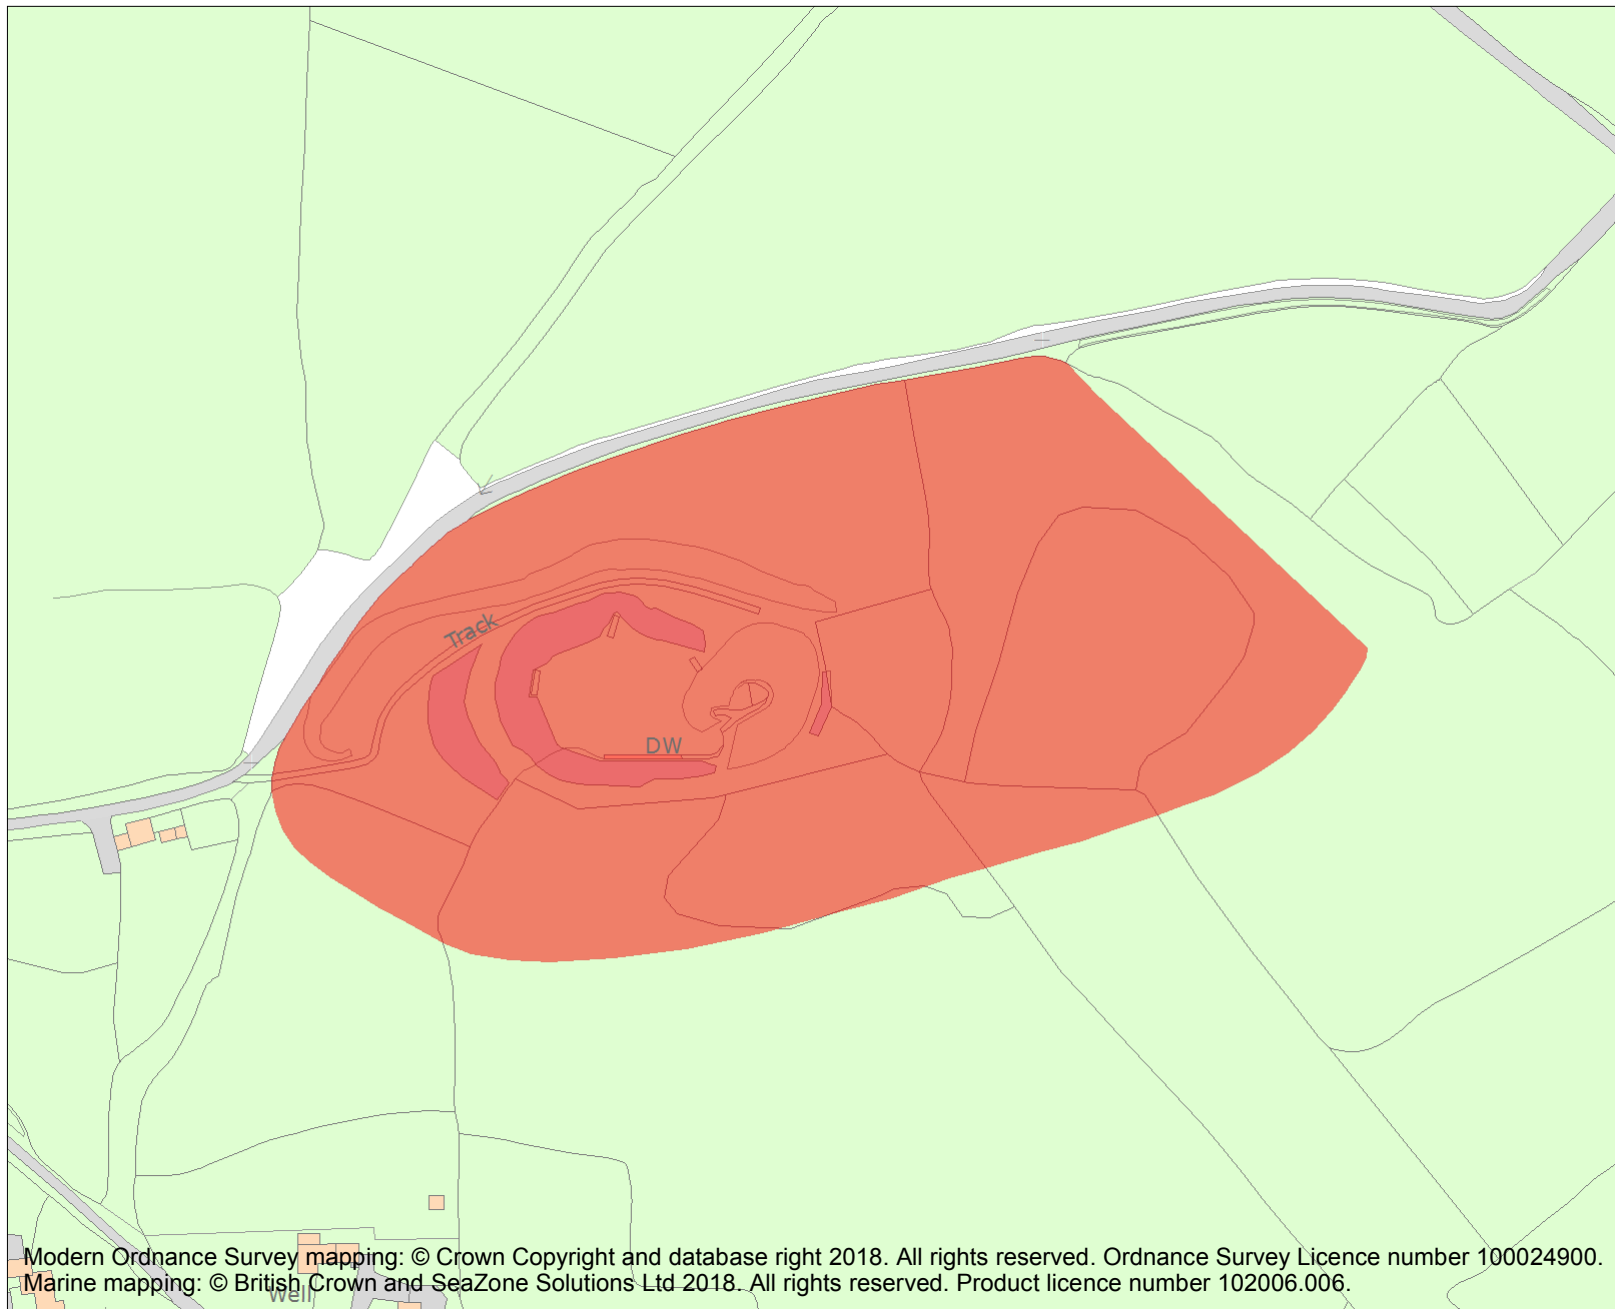 Track
DW
Modern Ordnance Survey mapping: © Crown Copyright and database right 2018. All rights reserved. Ordnance Survey Licence number 100024900.
Marine mapping: © British Crown and SeaZone Solutions Ltd 2018. All rights reserved. Product licence number 102006.006.
Well